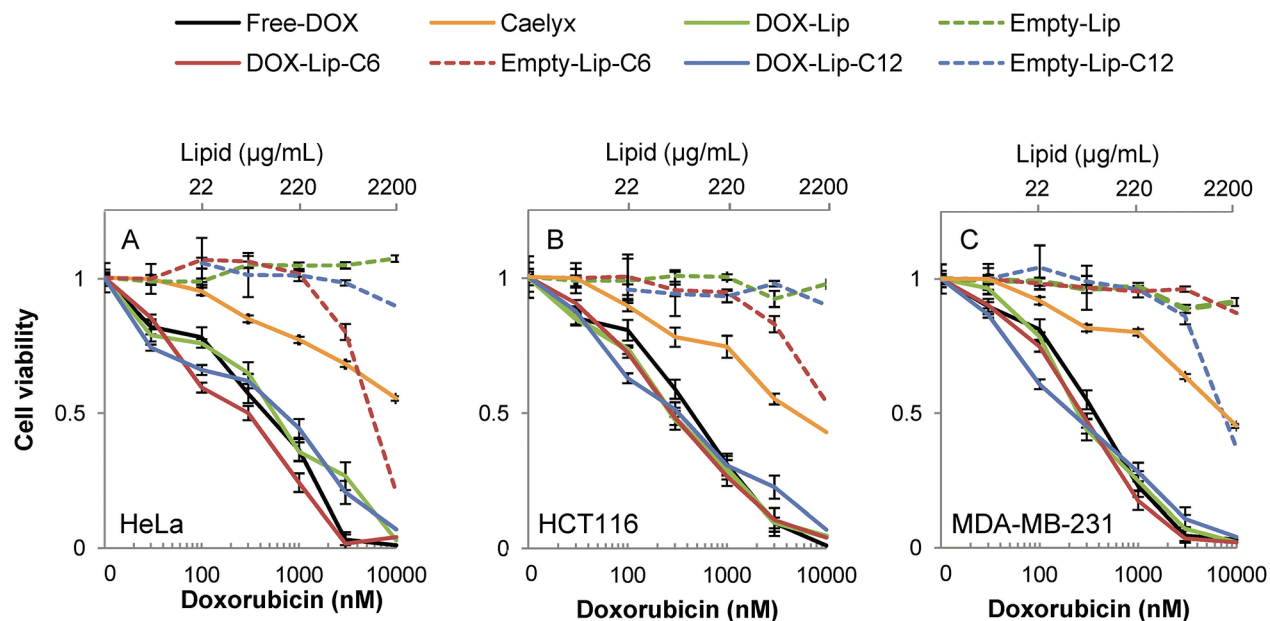 Free-DOX Caelyx DOX-Lip Empty-Lip
DOX-Lip-C6 Empty-Lip-C6 DOX-Lip-C12 Empty-Lip-C12
Lipid (µg/mL) Lipid (µg/mL) Lipid (µg/mL)
22 220 2200 22 220 2200 22 220 2200
A B C
1 1 1
Cell viability
0.5 0.5 0.5
HeLa HCT116 MDA-MB-231
0 0 0
0 100 1000 10000 0 100 1000 10000 0 100 1000 10000
Doxorubicin (nM) Doxorubicin (nM) Doxorubicin (nM)